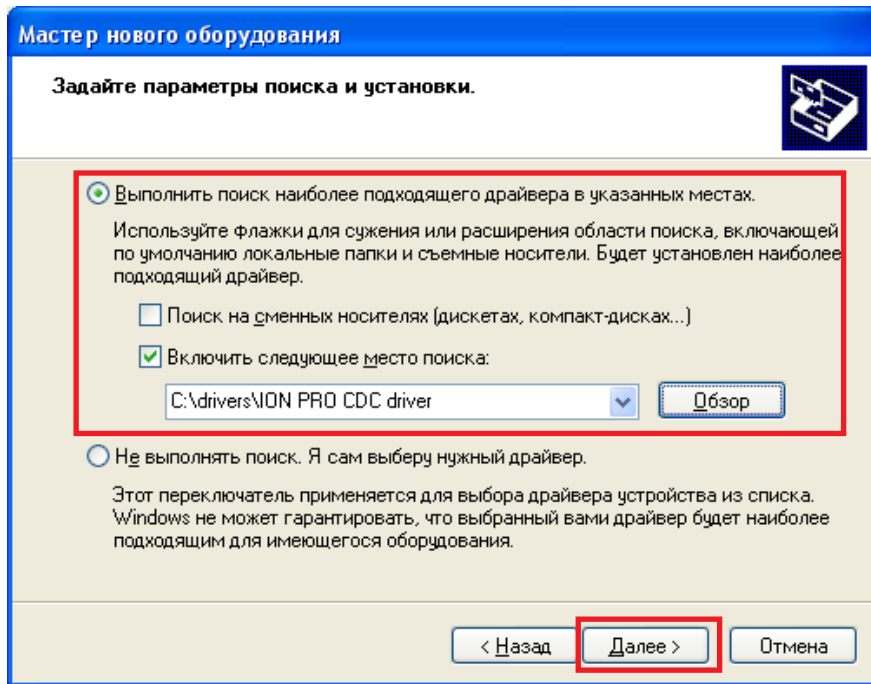 Мастер нового оборудования
Задайте параметры поиска и установки.
Выполнить поиск наиболее подходящего драйвера в указанных местах.
Используйте флажки для сужения или расширения области поиска, включающей
по умолчанию локальные папки и съемные носители. Будет установлен наиболее
подходящий драйвер.
Поиск на сменных носителях (дискетах, компакт-дисках...)
Включить следующее место поиска:
C:\drivers\ION PRO CDC driver
Обзор
Не выполнять поиск. Я сам выберу нужный драйвер.
Этот переключатель применяется для выбора драйвера устройства из списка.
Windows не может гарантировать, что выбранный вами драйвер будет наиболее
подходящим для имеющегося оборудования.
< Назад
Далее >
Отмена